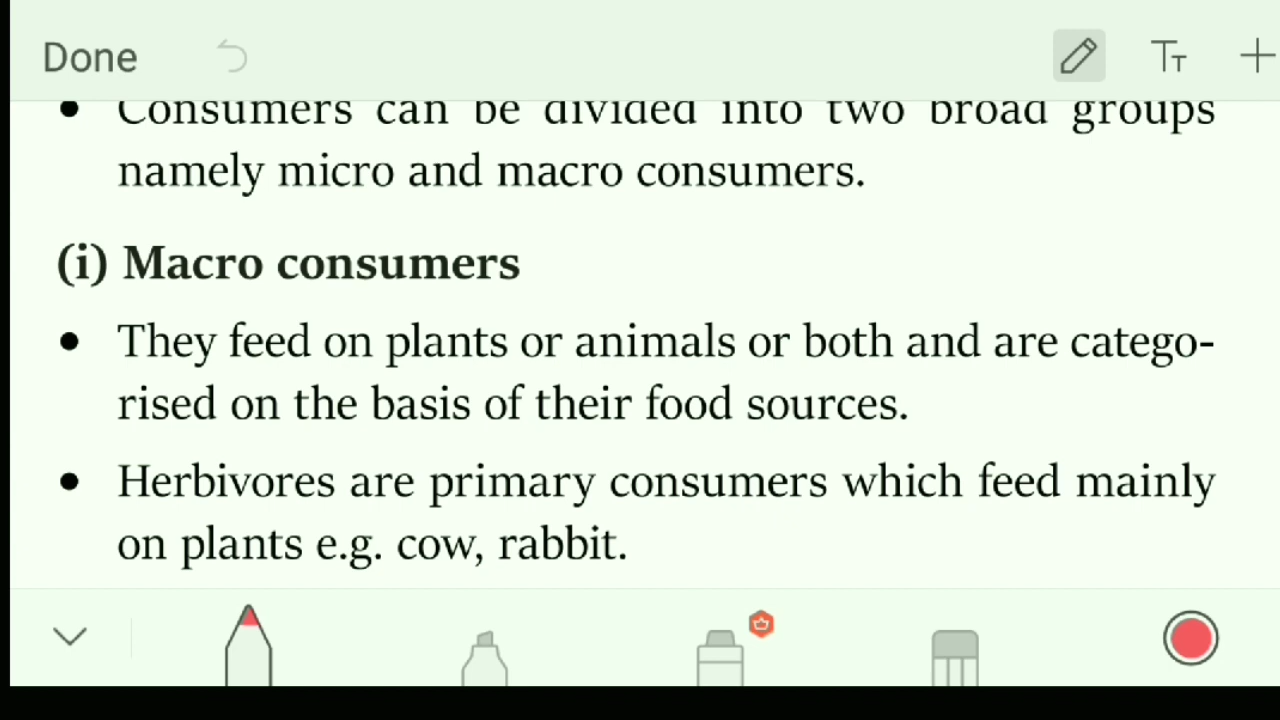 Done
• Consumers can be divided into two broad groups
namely micro and macro consumers.
(i) Macro consumers
• They feed on plants or animals or both and are catego-
rised on the basis of their food sources.
• Herbivores are primary consumers which feed mainly
on plants e.g. cow, rabbit.